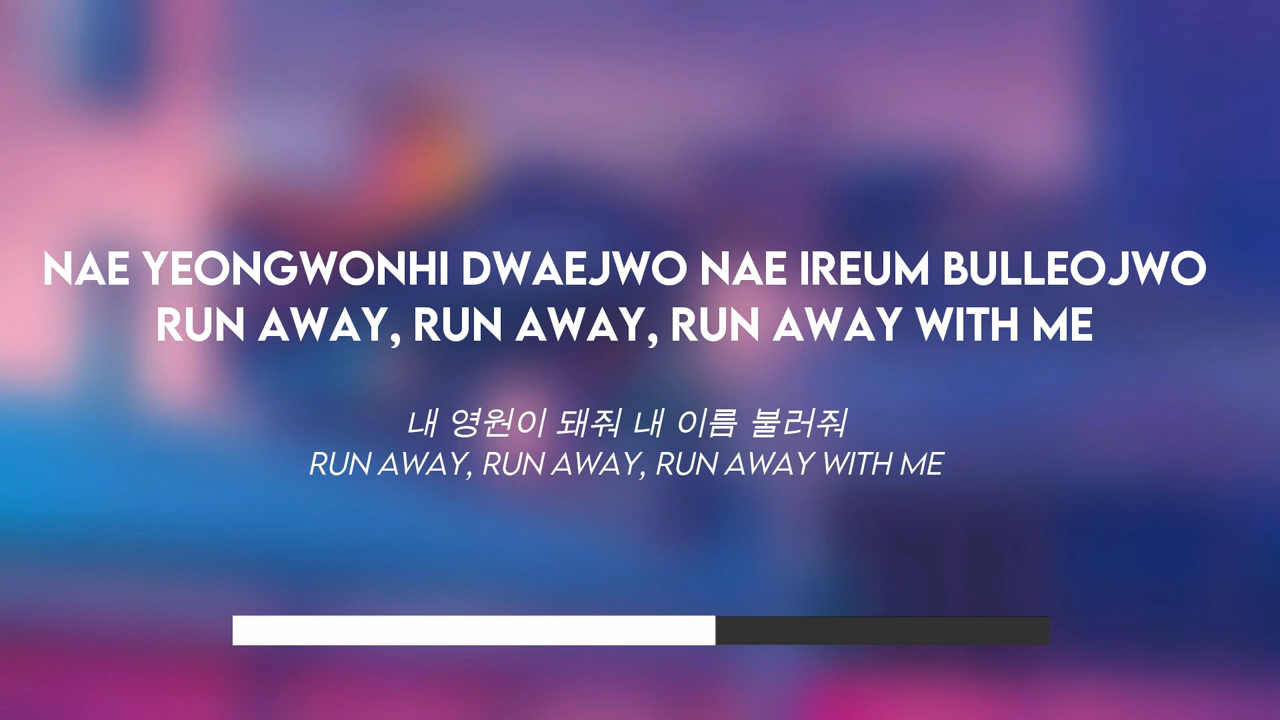 NAE YEONGWONHI DWAEJWO NAE IREUM BULLEOJWO
RUN AWAY, RUN AWAY, RUN AWAY WITH ME
내 영원이 돼줘 내 이름 불러줘
RUN AWAY, RUN AWAY, RUN AWAY WITH ME